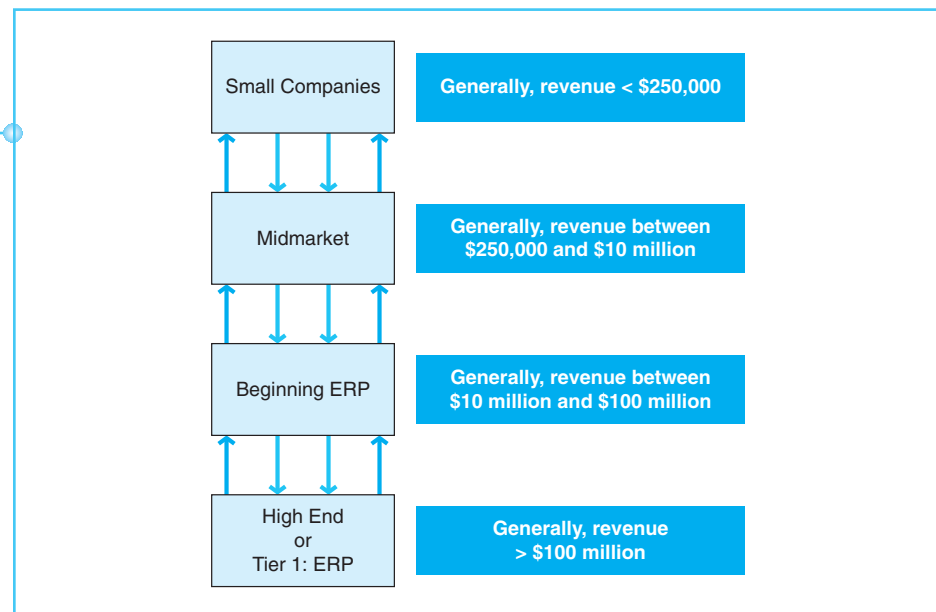 Small Companies
Generally, revenue < $250,000
Midmarket
Generally, revenue between
$250,000 and $10 million
Beginning ERP
Generally, revenue between
$10 million and $100 million
High End
or
Tier 1: ERP
Generally, revenue
> $100 million